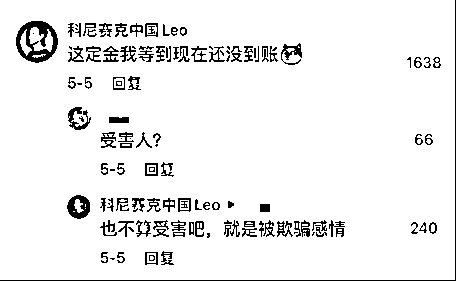 科尼赛克中国Leo
这定金我等到现在还没到账
1638
5-5 回复
受害人?
66
5-5 回复
科尼赛克中国Leo
也不算受害吧，就是被欺骗感情
240
5-5 回复